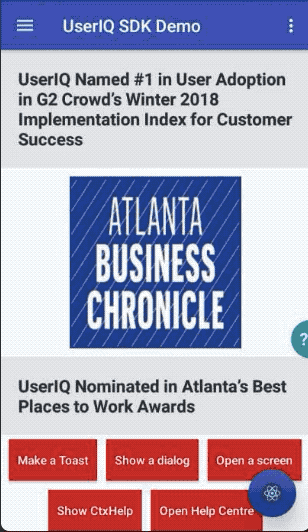 UserIQ SDK Demo
UserIQ Named #1 in User Adoption
in G2 Crowd's Winter 2018
Implementation Index for Customer
Success
ATLANTA
BUSINESS
CHRONICLE
?
UserIQ Nominated in Atlanta's Best
Places to Work Awards
Make a Toast Show a dialog Open a screen
Show CtxHelp Open Help Centre